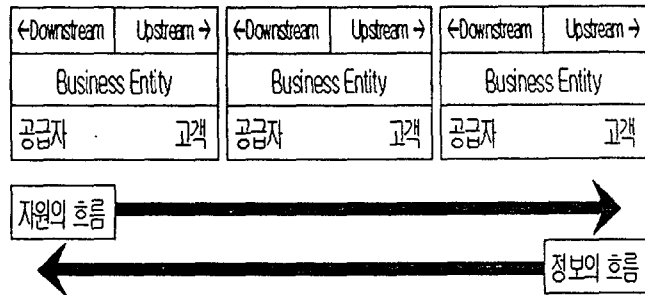 ←Downstream Upstream→ ←Downstream Upstream→ ←Downstream Upstream→
Business Entity Business Entity Business Entity
공급자 고객 공급자 고객 공급자 고객
자원의 흐름
정보의 흐름